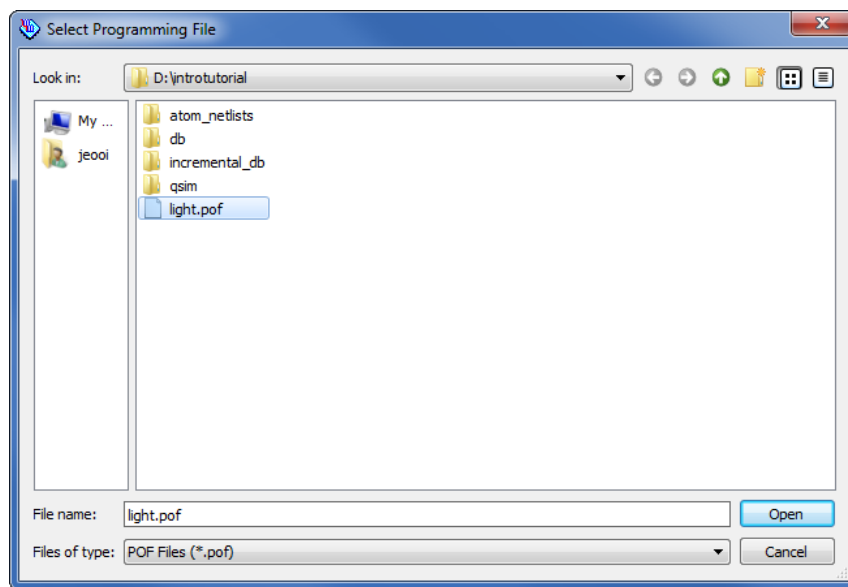 Select Programming File
Look in: D:\introtutorial
My ...
jeooi
atom_netlists
db
incremental_db
qsim
light.pof
File name: light.pof Open
Files of type: POF Files (*.pof) Cancel